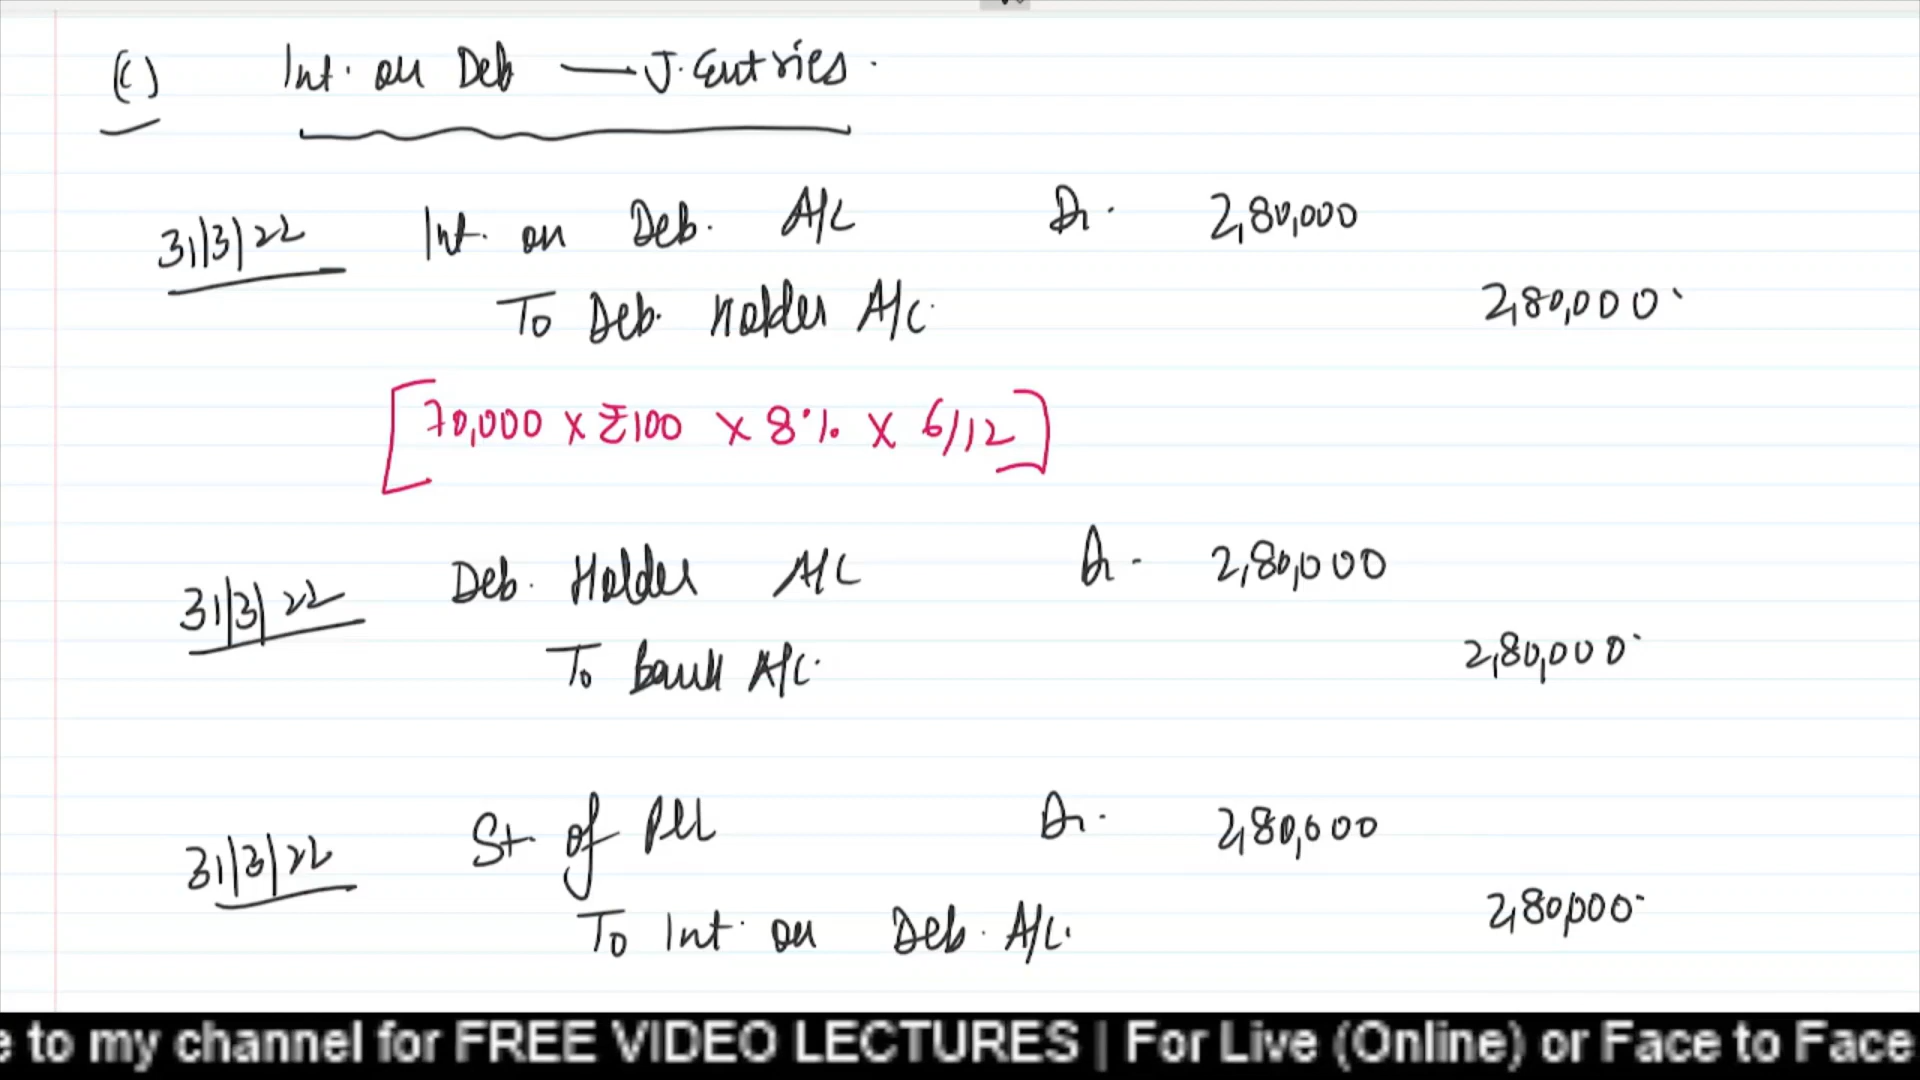 (C) Int. on Deb — J. Entries.
31/3/22 Int. on Deb. A/C Dr. 2,80,000
To Deb. Holder A/C. 2,80,000
[70,000 x ₹100 x 8% x 6/12]
31/3/22 Deb. Holder A/C Dr. 2,80,000
To Bank A/C. 2,80,000
31/3/22 St. of P&L Dr. 2,80,000
To Int. on Deb. A/C. 2,80,000
e to my channel for FREE VIDEO LECTURES | For Live (Online) or Face to Face